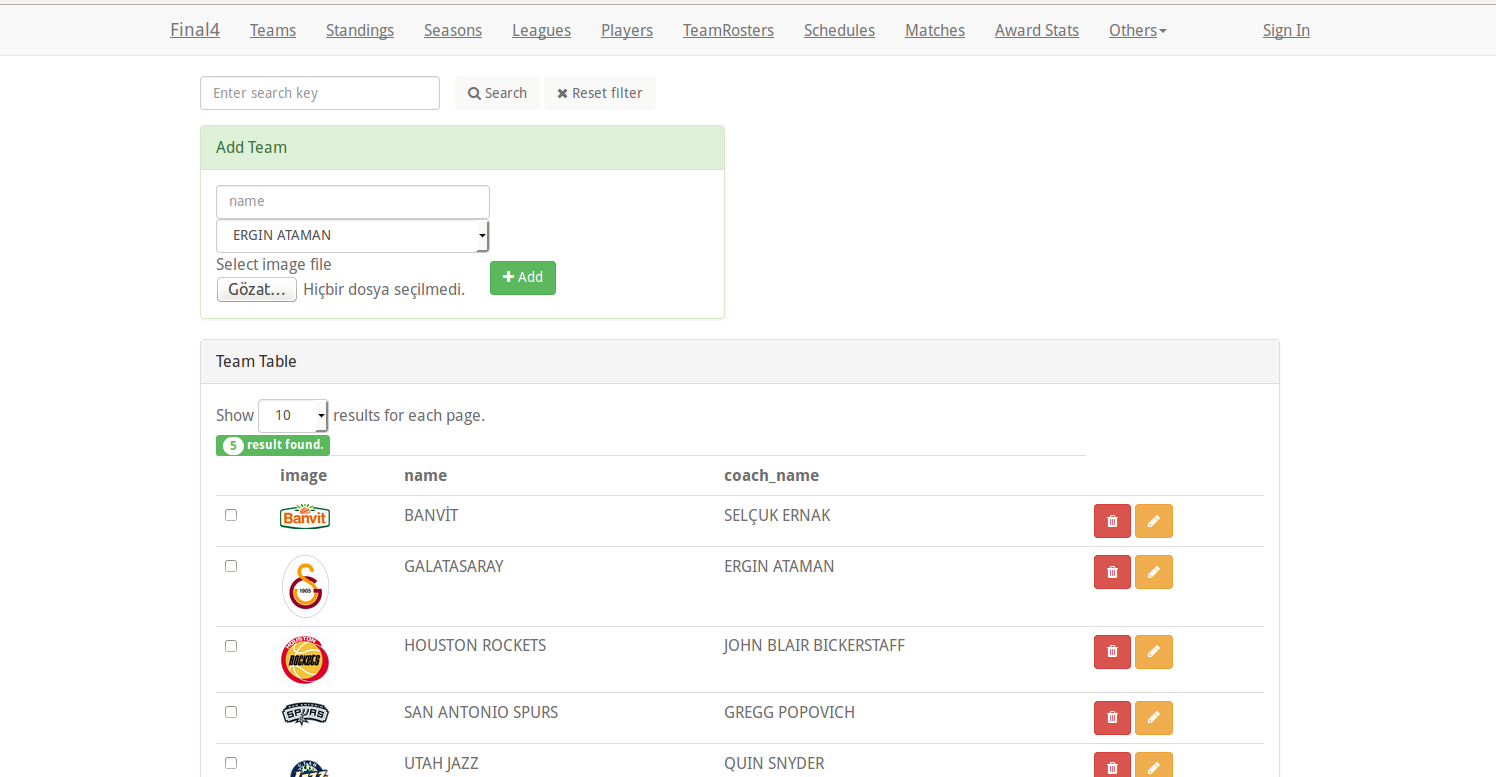 Final4 Teams Standings Seasons Leagues Players TeamRosters Schedules Matches Award Stats Others Sign In
Enter search key Search Reset filter
Add Team
name
ERGIN ATAMAN
Select image file
Gözat... Hiçbir dosya seçilmedi. Add
Team Table
Show 10 results for each page.
5 result found.
image name coach_name
Banvit BANVİT SELÇUK ERNAK
1905 GALATASARAY ERGIN ATAMAN
HOUSTON ROCKETS HOUSTON ROCKETS JOHN BLAIR BICKERSTAFF
SPURS SAN ANTONIO SPURS GREGG POPOVICH
UTAH JAZZ QUIN SNYDER